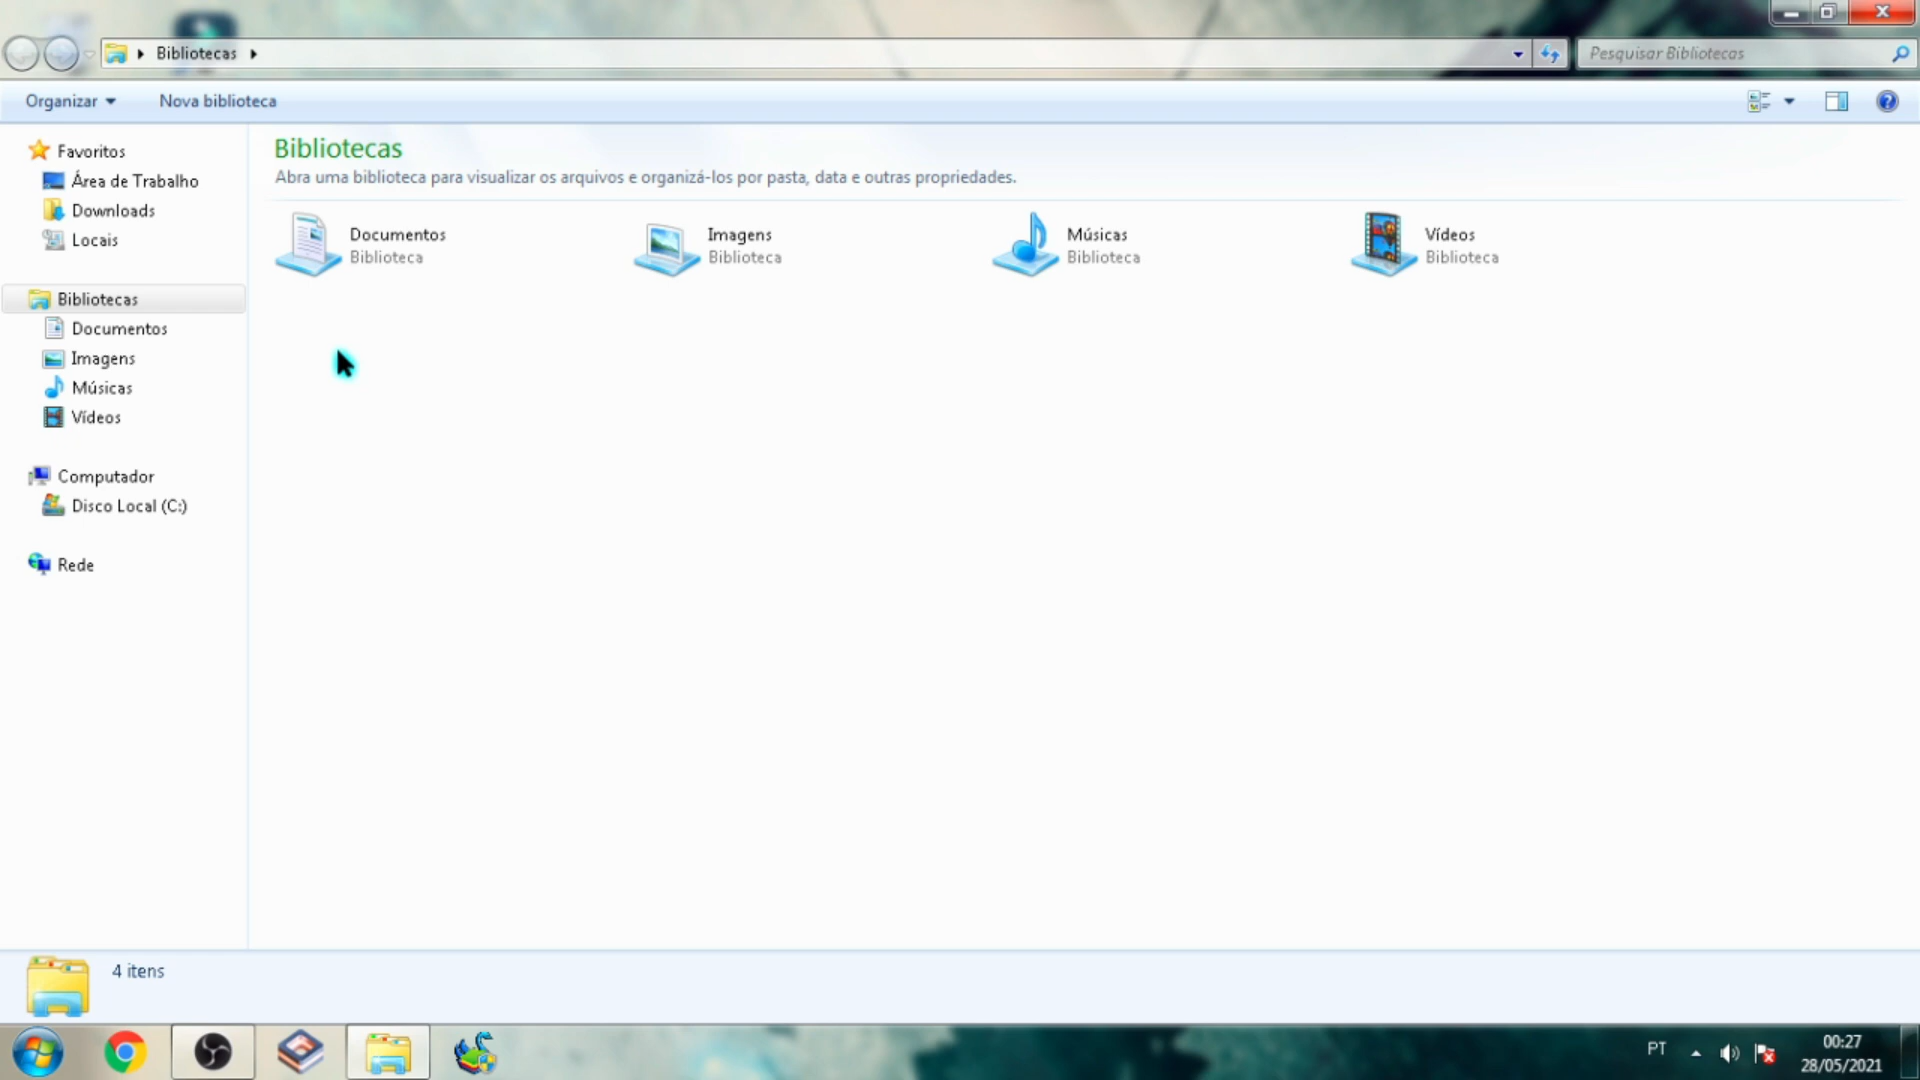 Bibliotecas
Pesquisar Bibliotecas
Organizar
Nova biblioteca
Favoritos
Área de Trabalho
Downloads
Locais
Bibliotecas
Documentos
Imagens
Músicas
Vídeos
Computador
Disco Local (C:)
Rede
Bibliotecas
Abra uma biblioteca para visualizar os arquivos e organizá-los por pasta, data e outras propriedades.
Documentos
Biblioteca
Imagens
Biblioteca
Músicas
Biblioteca
Vídeos
Biblioteca
4 itens
PT
00:27
28/05/2021